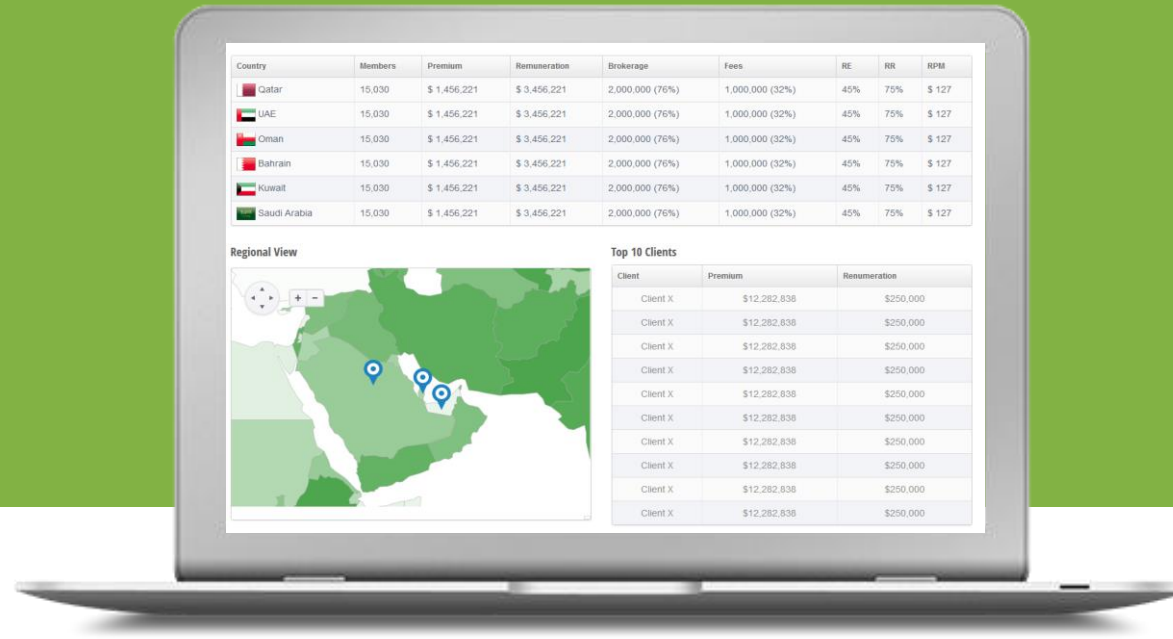 Country Members Premium Remuneration Brokerage Fees RE RR RPM
Qatar 15,030 $ 1,456,221 $ 3,456,221 2,000,000 (76%) 1,000,000 (32%) 45% 75% $ 127
UAE 15,030 $ 1,456,221 $ 3,456,221 2,000,000 (76%) 1,000,000 (32%) 45% 75% $ 127
Oman 15,030 $ 1,456,221 $ 3,456,221 2,000,000 (76%) 1,000,000 (32%) 45% 75% $ 127
Bahrain 15,030 $ 1,456,221 $ 3,456,221 2,000,000 (76%) 1,000,000 (32%) 45% 75% $ 127
Kuwait 15,030 $ 1,456,221 $ 3,456,221 2,000,000 (76%) 1,000,000 (32%) 45% 75% $ 127
Saudi Arabia 15,030 $ 1,456,221 $ 3,456,221 2,000,000 (76%) 1,000,000 (32%) 45% 75% $ 127
Regional View
+ −
Top 10 Clients
Client Premium Renumeration
Client X $12,282,838 $250,000
Client X $12,282,838 $250,000
Client X $12,282,838 $250,000
Client X $12,282,838 $250,000
Client X $12,282,838 $250,000
Client X $12,282,838 $250,000
Client X $12,282,838 $250,000
Client X $12,282,838 $250,000
Client X $12,282,838 $250,000
Client X $12,282,838 $250,000